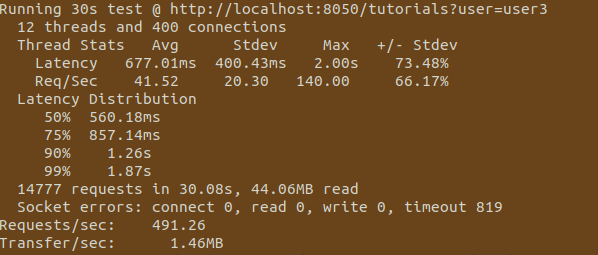 Running 30s test @ http://localhost:8050/tutorials?user=user3
12 threads and 400 connections
Thread Stats Avg Stdev Max +/- Stdev
Latency 677.01ms 400.43ms 2.00s 73.48%
Req/Sec 41.52 20.30 140.00 66.17%
Latency Distribution
50% 560.18ms
75% 857.14ms
90% 1.26s
99% 1.87s
14777 requests in 30.08s, 44.06MB read
Socket errors: connect 0, read 0, write 0, timeout 819
Requests/sec: 491.26
Transfer/sec: 1.46MB